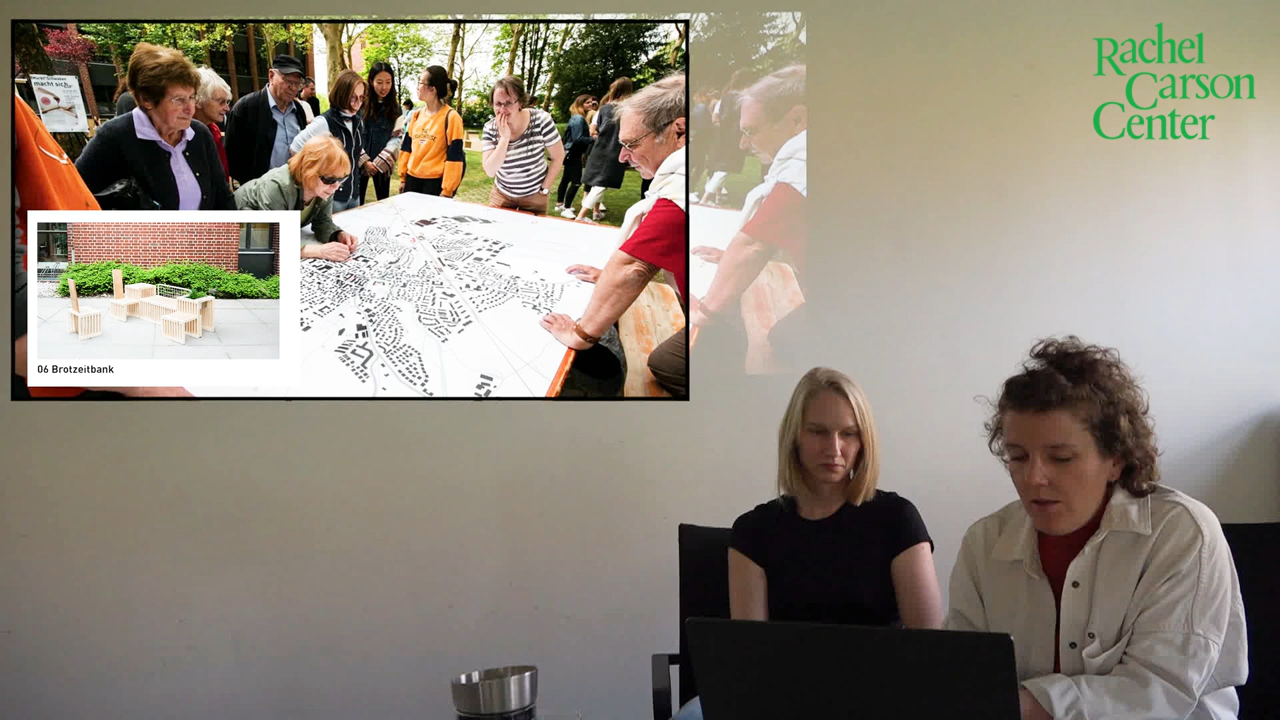 Rachel
Carson
Center
macht sich
06 Brotzeitbank